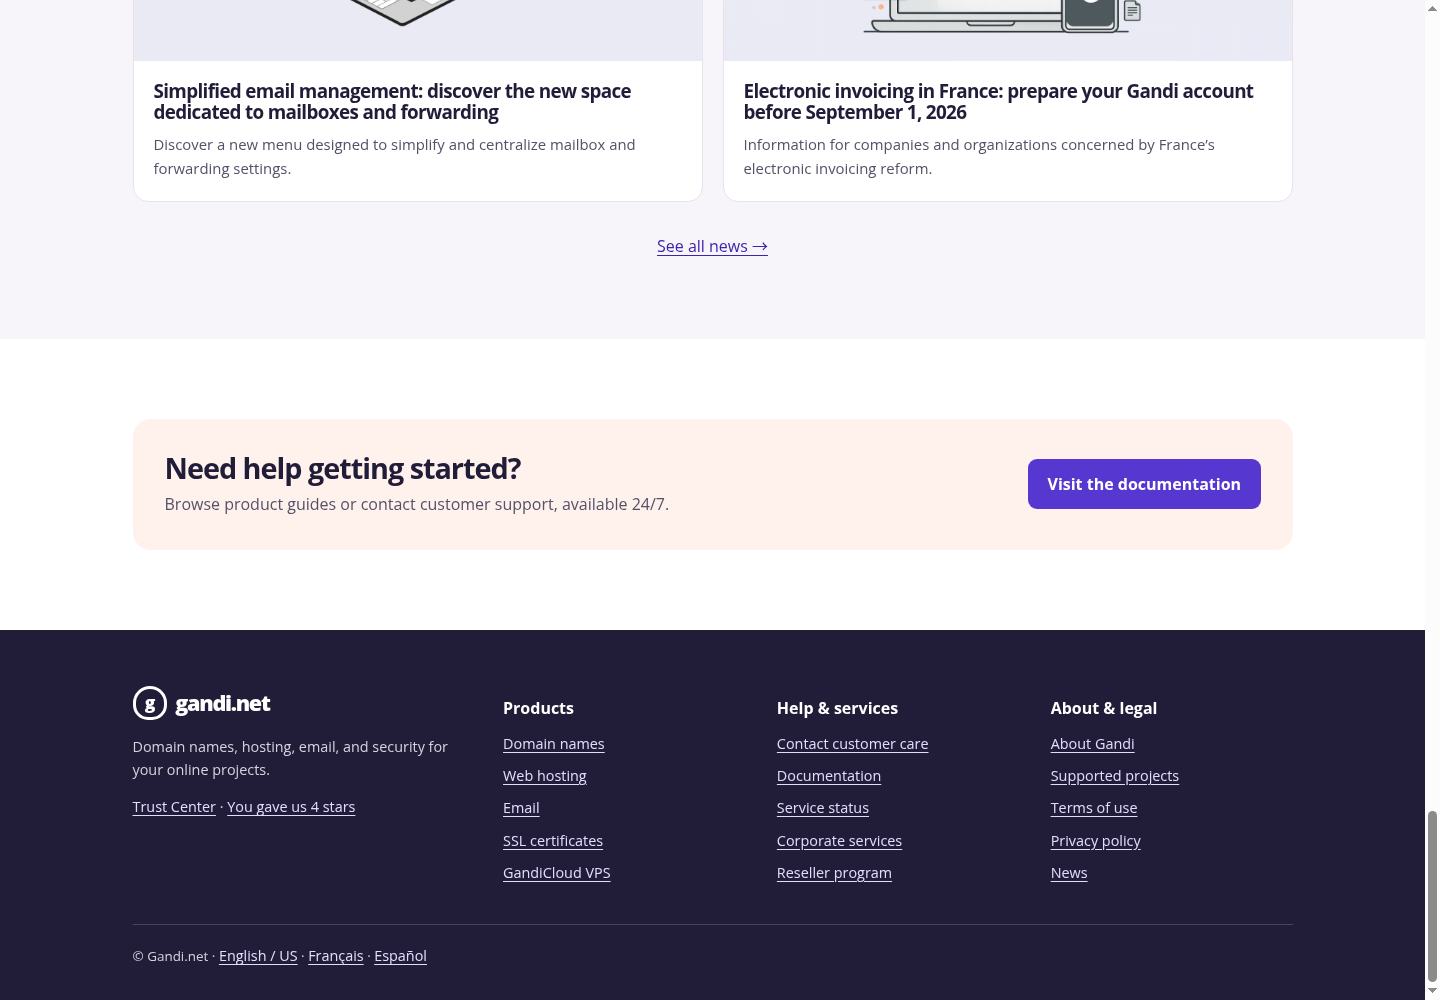 Simplified email management: discover the new space
dedicated to mailboxes and forwarding
Discover a new menu designed to simplify and centralize mailbox and
forwarding settings.
Electronic invoicing in France: prepare your Gandi account
before September 1, 2026
Information for companies and organizations concerned by France’s
electronic invoicing reform.
See all news →
Need help getting started?
Browse product guides or contact customer support, available 24/7.
Visit the documentation
g gandi.net
Domain names, hosting, email, and security for
your online projects.
Trust Center · You gave us 4 stars
Products
Domain names
Web hosting
Email
SSL certificates
GandiCloud VPS
Help & services
Contact customer care
Documentation
Service status
Corporate services
Reseller program
About & legal
About Gandi
Supported projects
Terms of use
Privacy policy
News
© Gandi.net · English / US · Français · Español